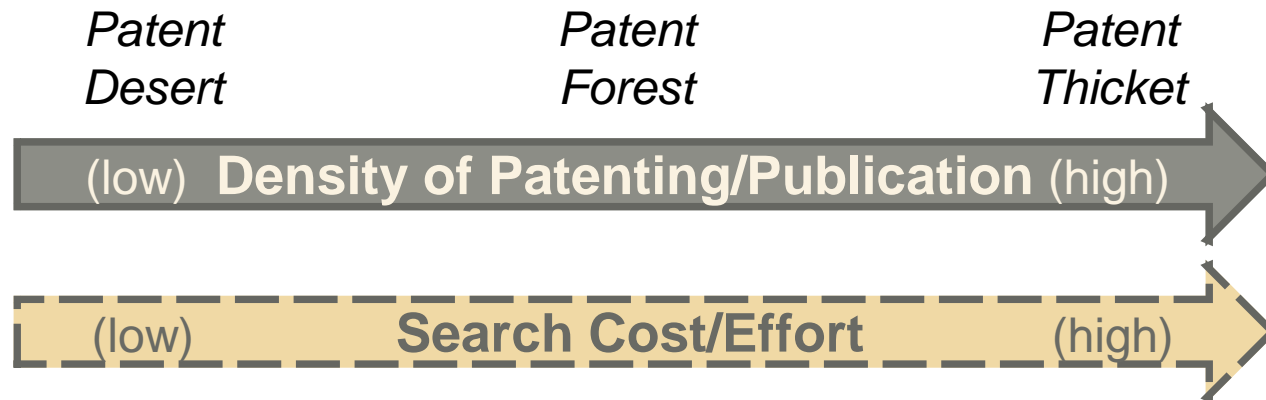 Patent Patent Patent
Desert Forest Thicket
(low) Density of Patenting/Publication (high)
(low) Search Cost/Effort (high)